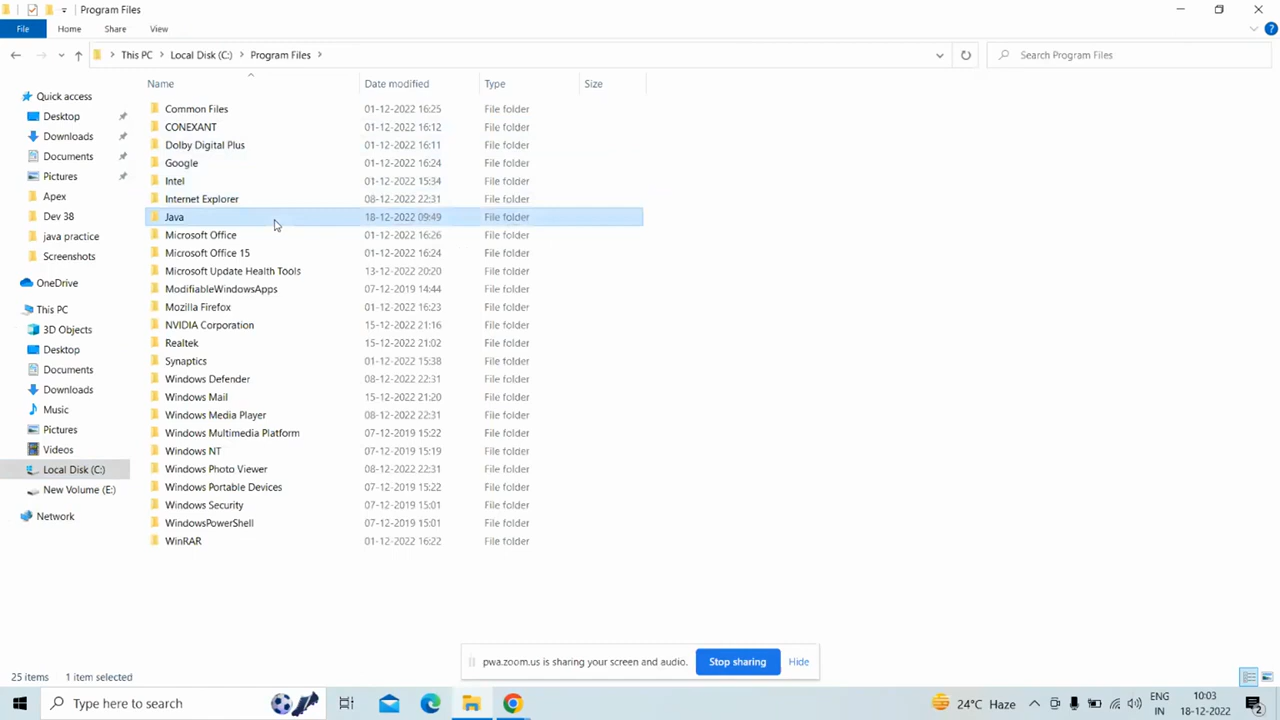 Program Files
File Home Share View
This PC Local Disk (C:) Program Files
Search Program Files
Name Date modified Type Size
Quick access
Desktop
Downloads
Documents
Pictures
Apex
Dev 38
java practice
Screenshots
OneDrive
This PC
3D Objects
Desktop
Documents
Downloads
Music
Pictures
Videos
Local Disk (C:)
New Volume (E:)
Network
Common Files 01-12-2022 16:25 File folder
CONEXANT 01-12-2022 16:12 File folder
Dolby Digital Plus 01-12-2022 16:11 File folder
Google 01-12-2022 16:24 File folder
Intel 01-12-2022 15:34 File folder
Internet Explorer 08-12-2022 22:31 File folder
Java 18-12-2022 09:49 File folder
Microsoft Office 01-12-2022 16:26 File folder
Microsoft Office 15 01-12-2022 16:24 File folder
Microsoft Update Health Tools 13-12-2022 20:20 File folder
ModifiableWindowsApps 07-12-2019 14:44 File folder
Mozilla Firefox 01-12-2022 16:23 File folder
NVIDIA Corporation 15-12-2022 21:16 File folder
Realtek 15-12-2022 21:02 File folder
Synaptics 01-12-2022 15:38 File folder
Windows Defender 08-12-2022 22:31 File folder
Windows Mail 15-12-2022 21:20 File folder
Windows Media Player 08-12-2022 22:31 File folder
Windows Multimedia Platform 07-12-2019 15:22 File folder
Windows NT 07-12-2019 15:19 File folder
Windows Photo Viewer 08-12-2022 22:31 File folder
Windows Portable Devices 07-12-2019 15:22 File folder
Windows Security 07-12-2019 15:01 File folder
WindowsPowerShell 07-12-2019 15:01 File folder
WinRAR 01-12-2022 16:22 File folder
pwa.zoom.us is sharing your screen and audio. Stop sharing Hide
25 items 1 item selected
Type here to search
24°C Haze
ENG
IN
10:03
18-12-2022
2